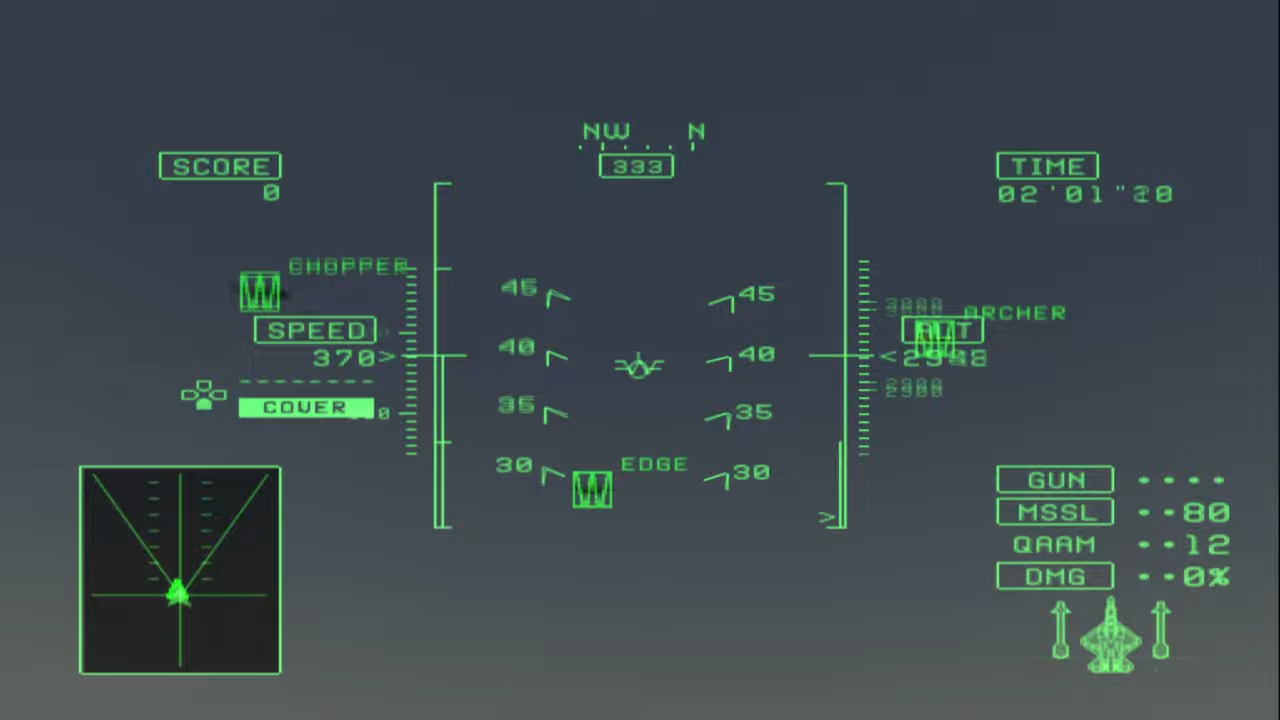 NW N
333
SCORE
0
TIME
02'01"28
CHOPPER
ARCHER
SPEED
370>
COVER
45 45
40 40
35 35
30 30
EDGE
>
GUN ....
MSSL ..80
QAAM ..12
DMG ..0%